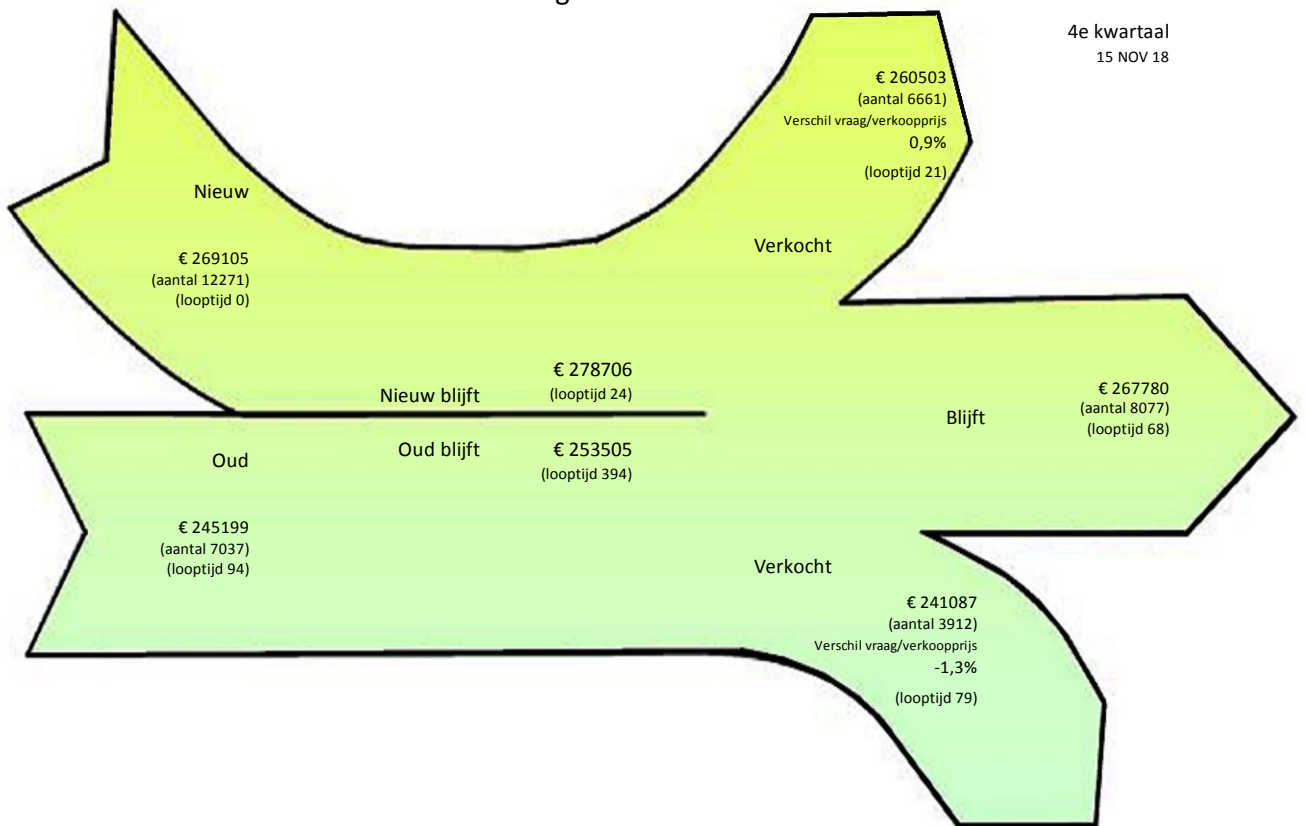 4e kwartaal
15 NOV 18
€ 260503
(aantal 6661)
Verschil vraag/verkoopprijs
0,9%
(looptijd 21)
Nieuw
Verkocht
€ 269105
(aantal 12271)
(looptijd 0)
€ 278706
Nieuw blijft
(looptijd 24)
€ 267780
(aantal 8077)
(looptijd 68)
Blijft
Oud
Oud blijft
€ 253505
(looptijd 394)
€ 245199
(aantal 7037)
(looptijd 94)
Verkocht
€ 241087
(aantal 3912)
Verschil vraag/verkoopprijs
-1,3%
(looptijd 79)